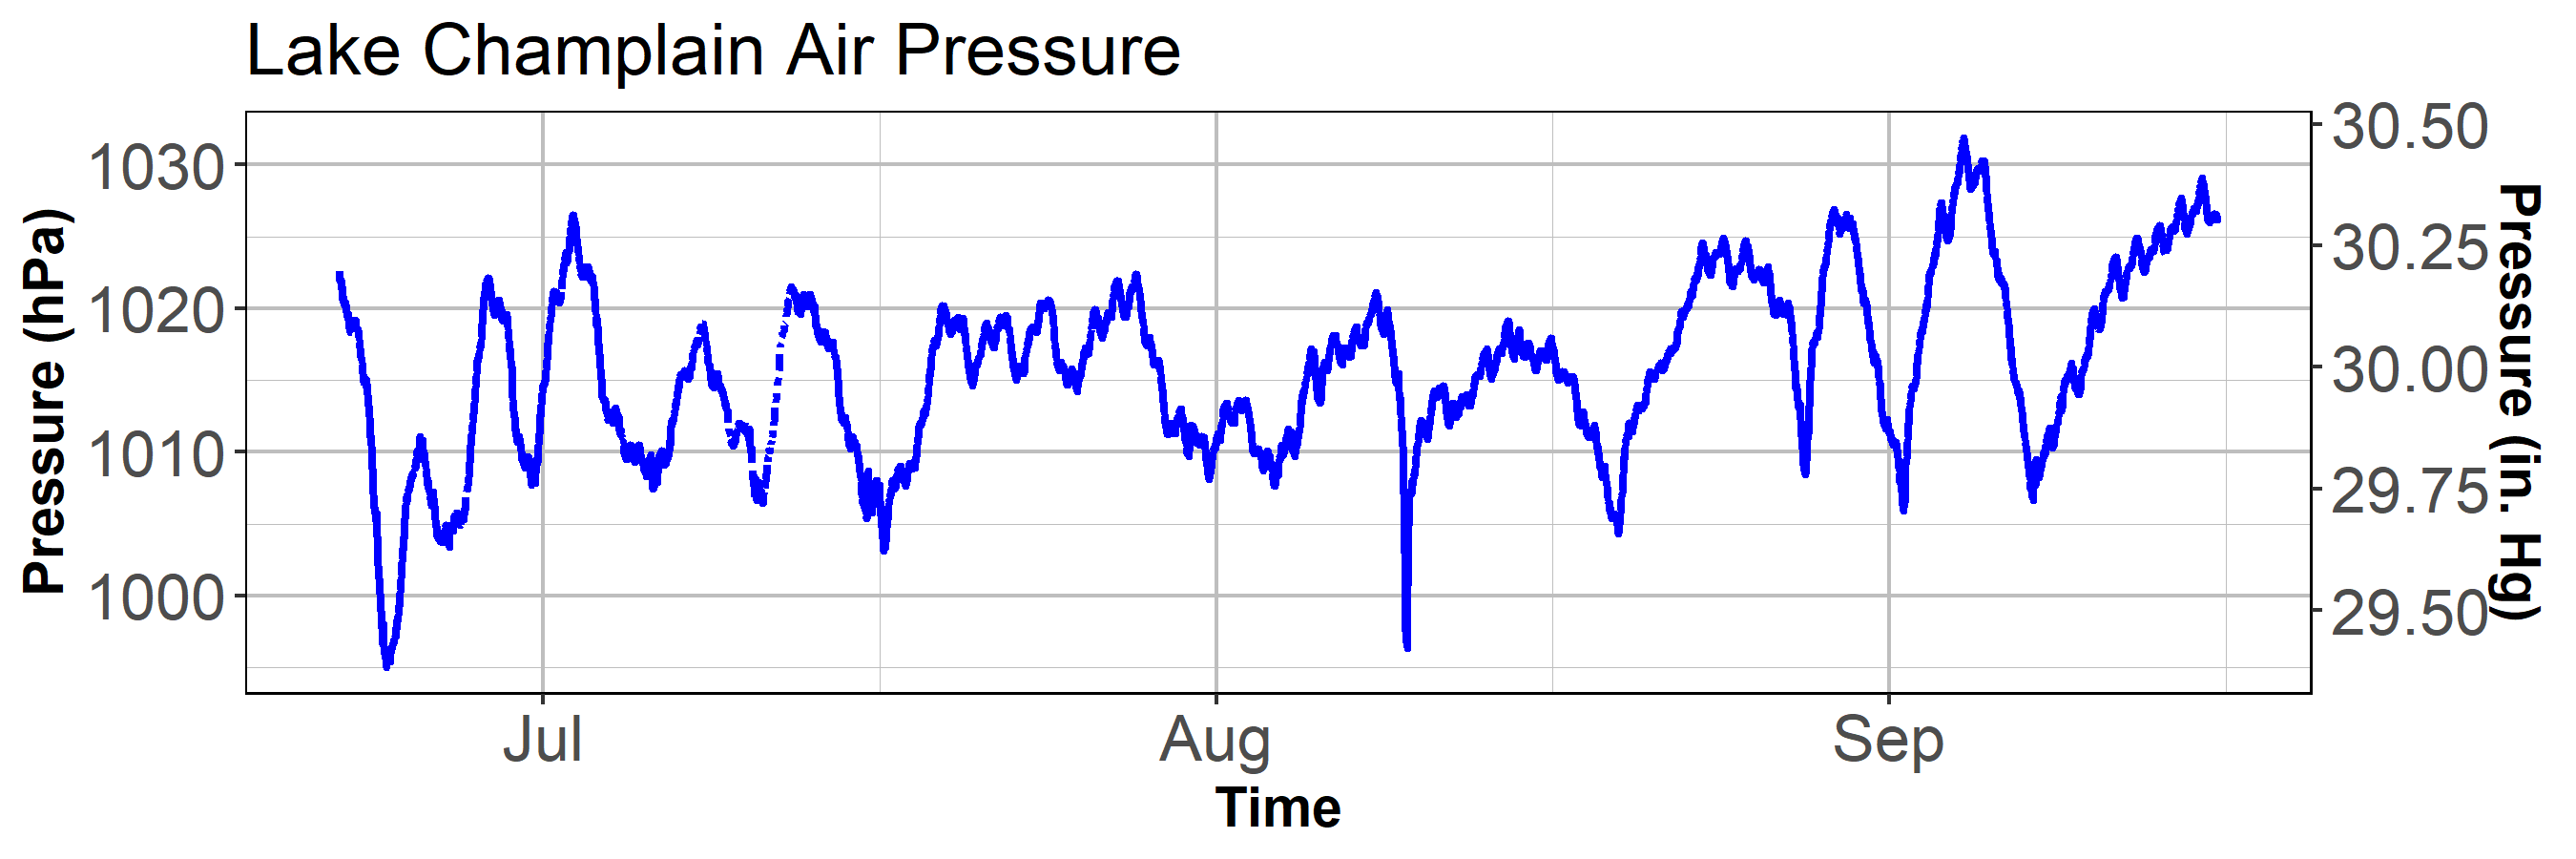 Lake Champlain Air Pressure
Pressure (hPa)
1030
1020
1010
1000
30.50
30.25
30.00
29.75
29.50
Pressure (in. Hg)
Jul
Aug
Sep
Time